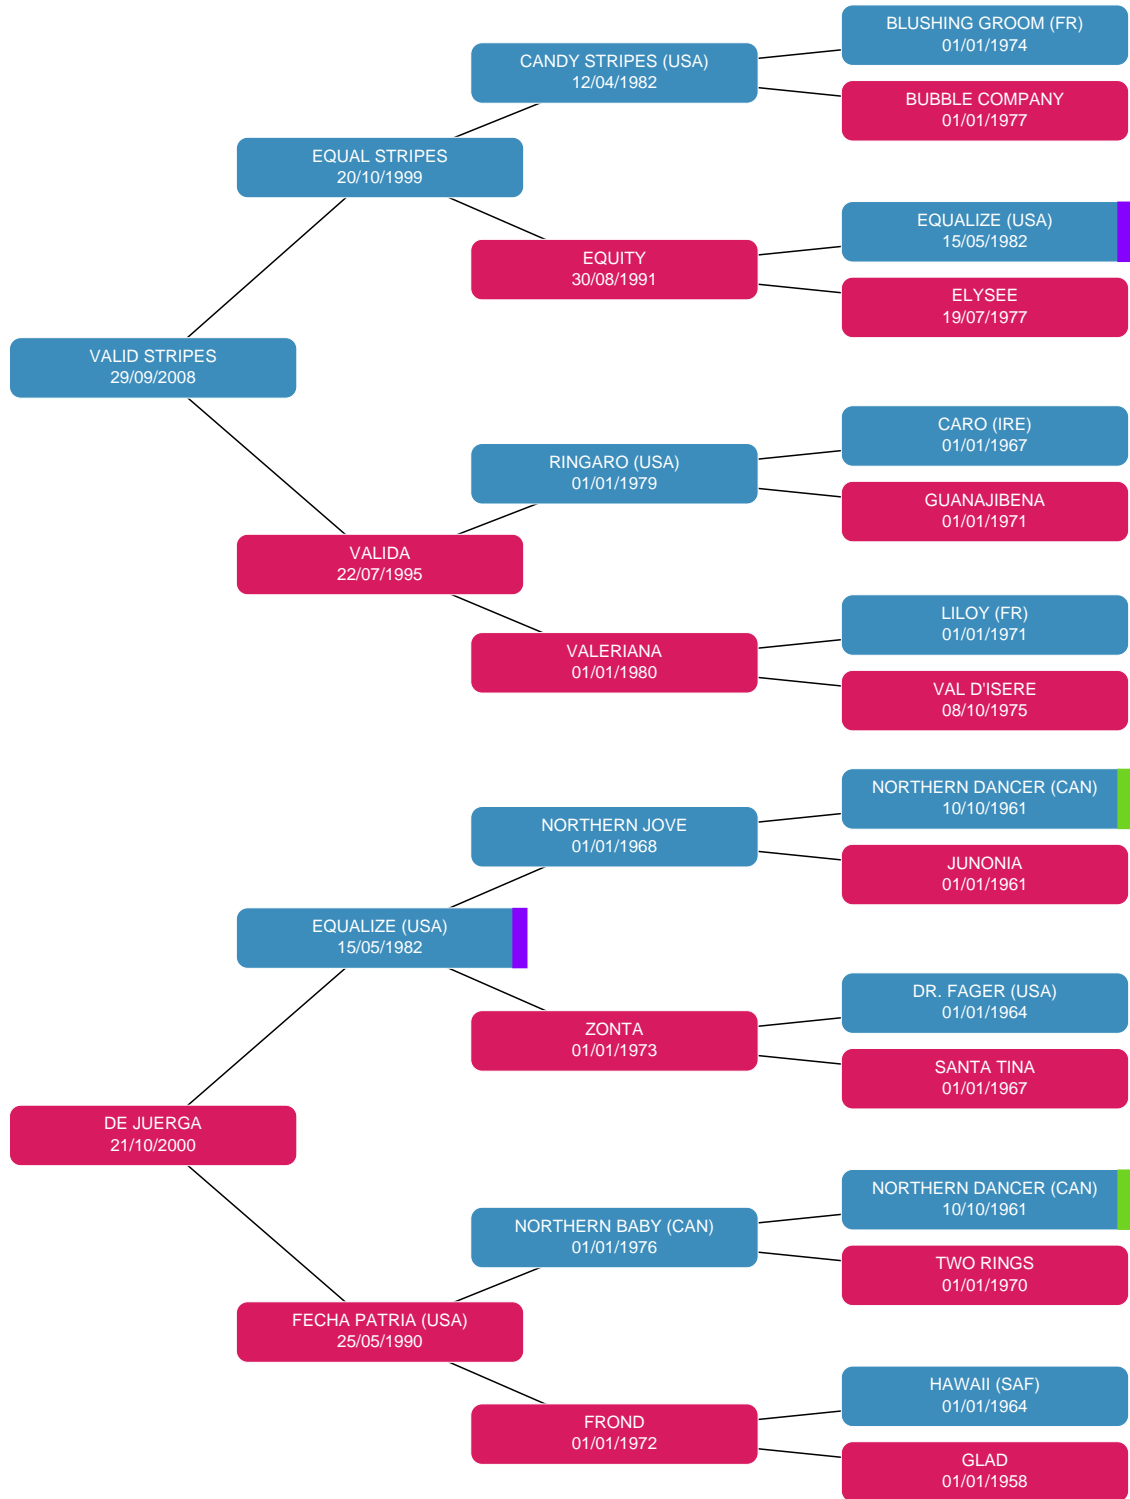 BLUSHING GROOM (FR)
01/01/1974
CANDY STRIPES (USA)
12/04/1982
BUBBLE COMPANY
01/01/1977
EQUAL STRIPES
20/10/1999
EQUALIZE (USA)
15/05/1982
EQUITY
30/08/1991
ELYSEE
19/07/1977
VALID STRIPES
29/09/2008
CARO (IRE)
01/01/1967
RINGARO (USA)
01/01/1979
GUANAJIBENA
01/01/1971
VALIDA
22/07/1995
LILOY (FR)
01/01/1971
VALERIANA
01/01/1980
VAL D'ISERE
08/10/1975
NORTHERN DANCER (CAN)
10/10/1961
NORTHERN JOVE
01/01/1968
JUNONIA
01/01/1961
EQUALIZE (USA)
15/05/1982
DR. FAGER (USA)
01/01/1964
ZONTA
01/01/1973
SANTA TINA
01/01/1967
DE JUERGA
21/10/2000
NORTHERN DANCER (CAN)
10/10/1961
NORTHERN BABY (CAN)
01/01/1976
TWO RINGS
01/01/1970
FECHA PATRIA (USA)
25/05/1990
HAWAII (SAF)
01/01/1964
FROND
01/01/1972
GLAD
01/01/1958